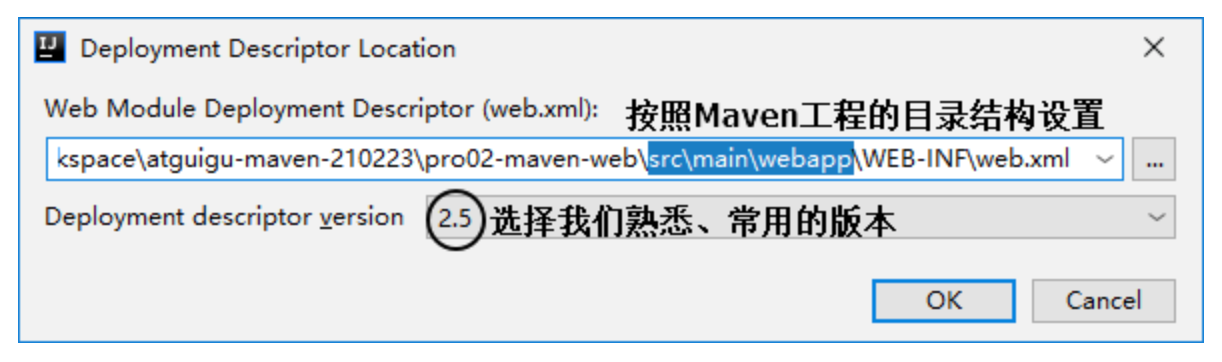 Deployment Descriptor Location
Web Module Deployment Descriptor (web.xml): 按照Maven工程的目录结构设置
kspace\atguigu-maven-210223\pro02-maven-web\src\main\webapp\WEB-INF\web.xml ...
Deployment descriptor version 2.5 选择我们熟悉、常用的版本
OK Cancel